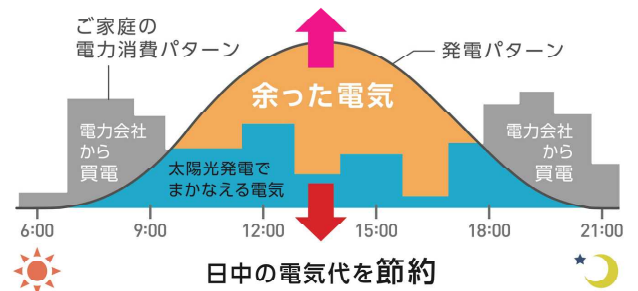 ご家庭の
電力消費パターン
発電パターン
余った電気
電力会社
から
買電
太陽光発電で
まかなえる電気
電力会社
から
買電
6:00
9:00
12:00
15:00
18:00
21:00
日中の電気代を節約